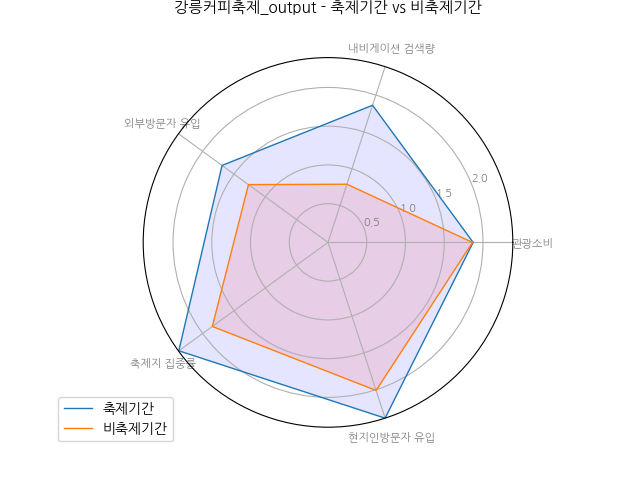 강릉커피축제_output - 축제기간 vs 비축제기간
내비게이션 검색량
외부방문자 유입
2.0
1.5
1.0
0.5
관광소비
축제지 집중률
현지인방문자 유입
축제기간
비축제기간